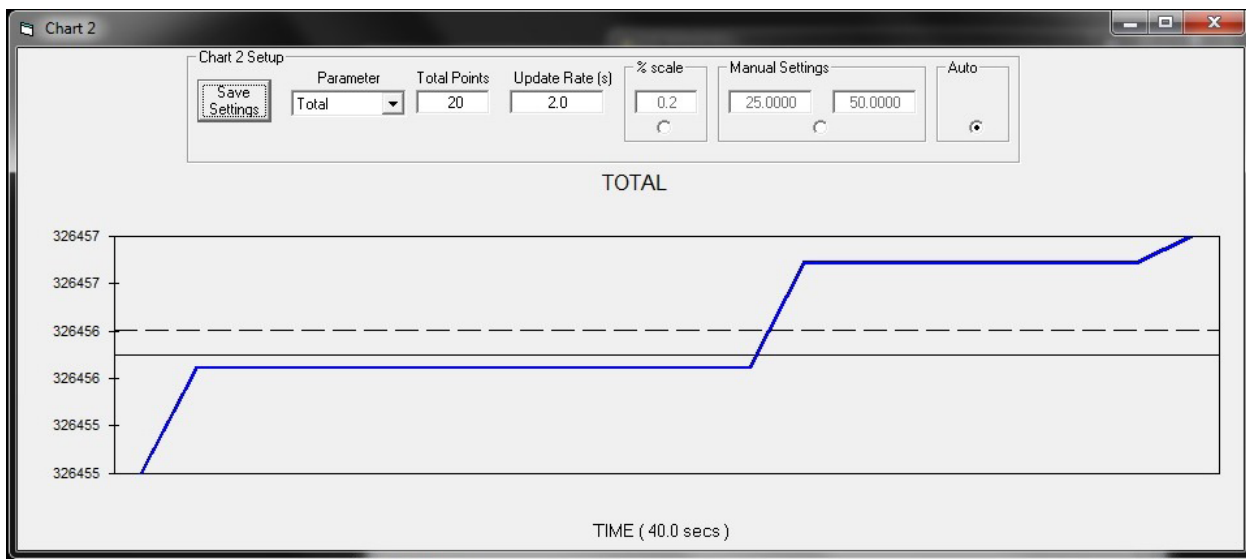 Chart 2
Chart 2 Setup
Save
Settings
Parameter
Total
Total Points
20
Update Rate (s)
2.0
% scale
0.2
Manual Settings
25.0000 50.0000
Auto
TOTAL
326457
326457
326456
326456
326455
326455
TIME ( 40.0 secs )